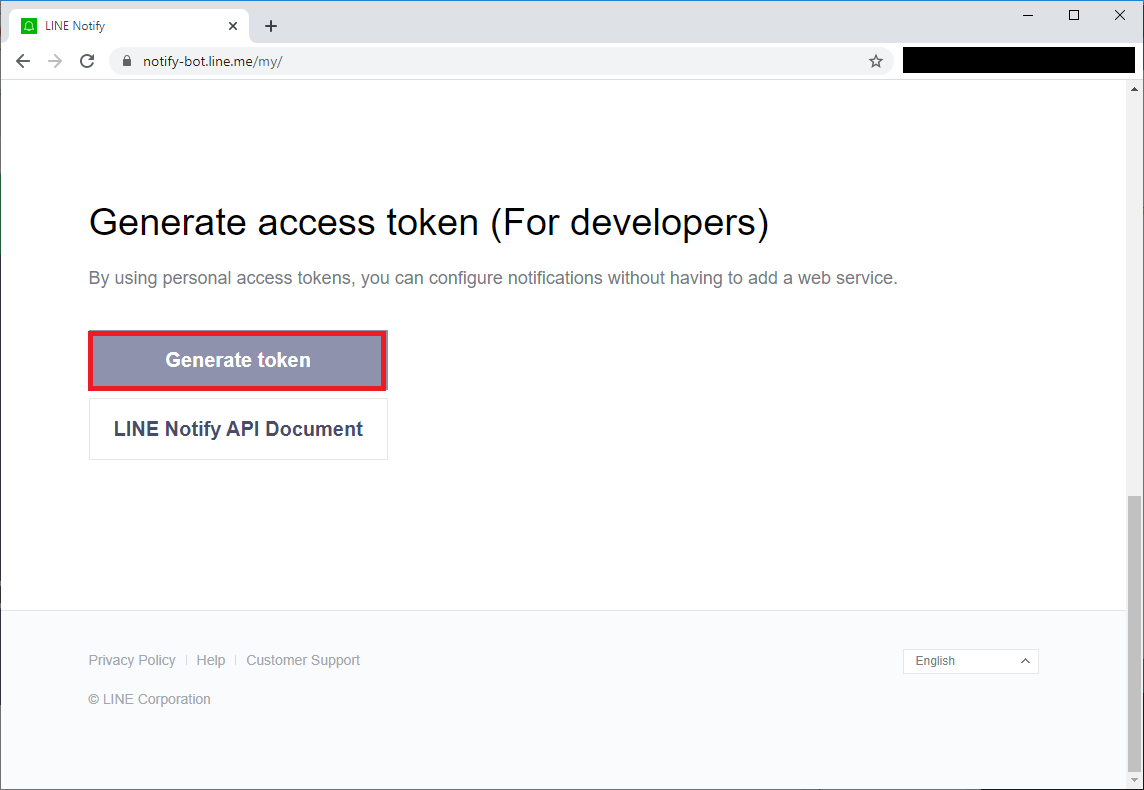 LINE Notify
notify-bot.line.me/my/
Generate access token (For developers)
By using personal access tokens, you can configure notifications without having to add a web service.
Generate token
LINE Notify API Document
Privacy Policy | Help | Customer Support
English
© LINE Corporation